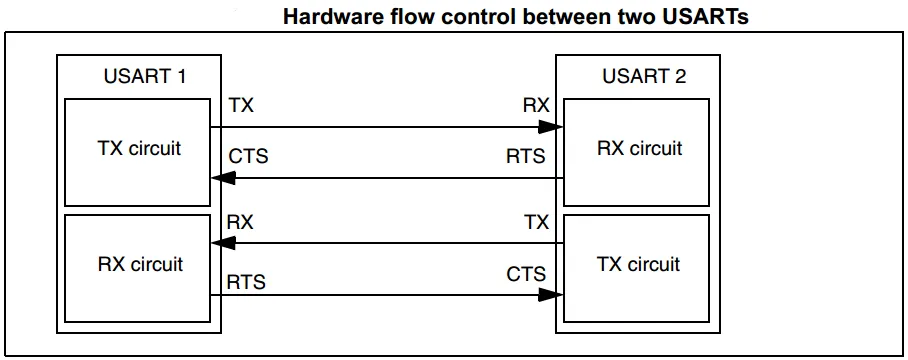 Hardware flow control between two USARTs
USART 1
USART 2
TX
RX
TX circuit
RX circuit
CTS
RTS
RX
TX
RX circuit
TX circuit
RTS
CTS